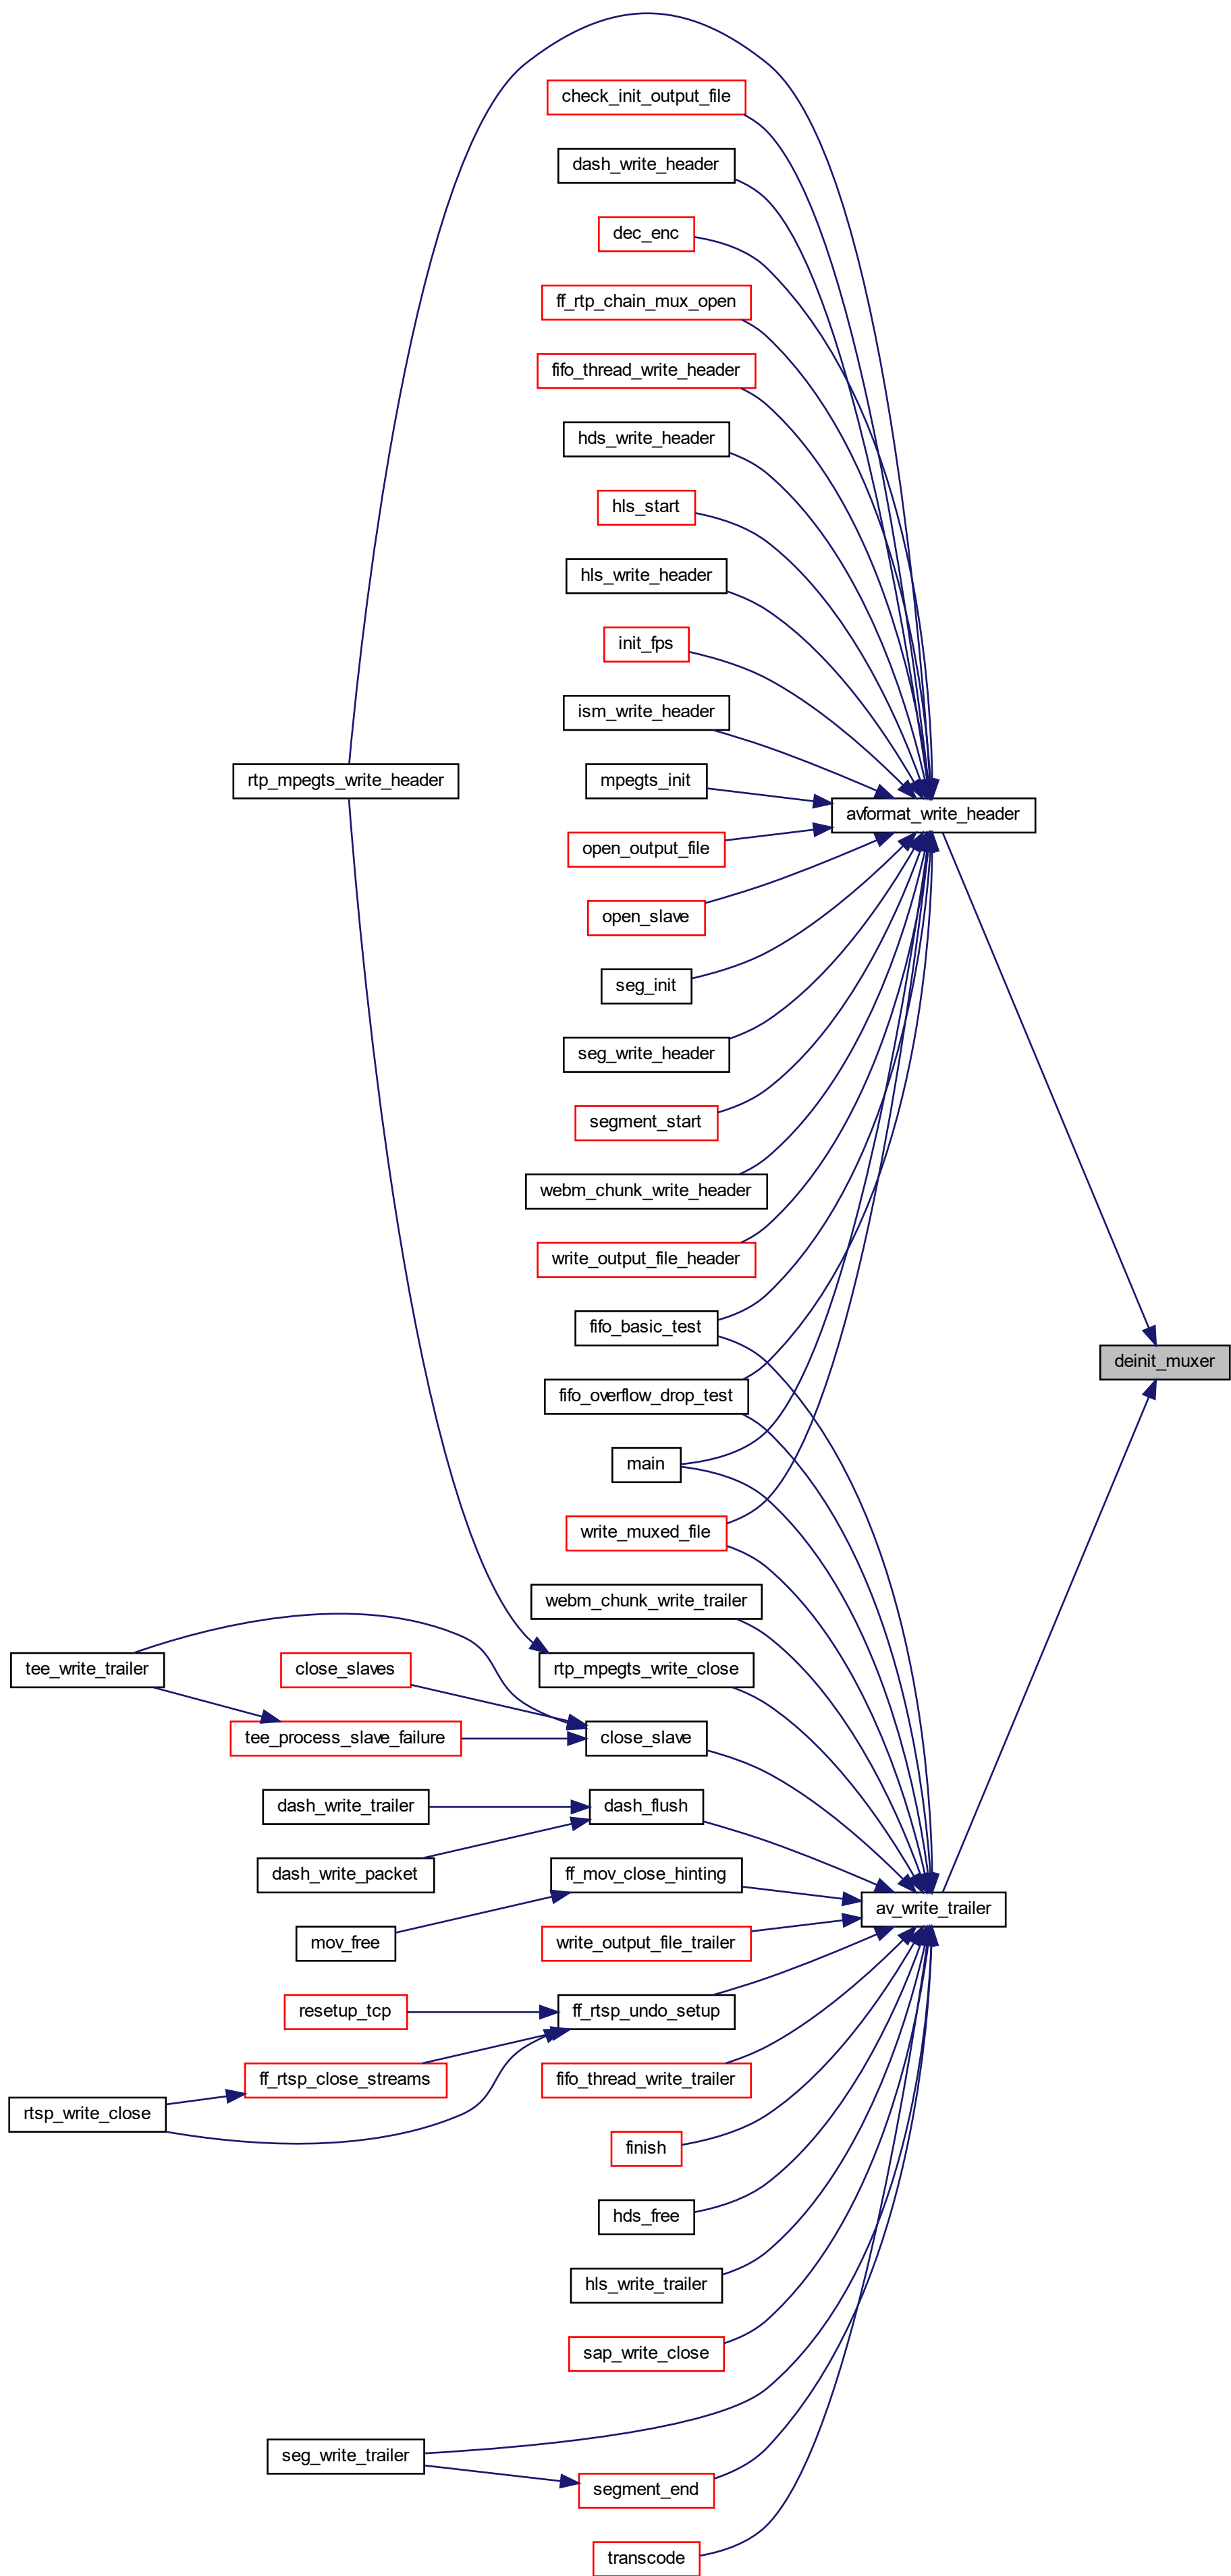 check_init_output_file
dash_write_header
dec_enc
ff_rtp_chain_mux_open
fifo_thread_write_header
hds_write_header
hls_start
hls_write_header
init_fps
ism_write_header
rtp_mpegts_write_header
mpegts_init
avformat_write_header
open_output_file
open_slave
seg_init
seg_write_header
segment_start
webm_chunk_write_header
write_output_file_header
fifo_basic_test
deinit_muxer
fifo_overflow_drop_test
main
write_muxed_file
webm_chunk_write_trailer
tee_write_trailer
close_slaves
rtp_mpegts_write_close
tee_process_slave_failure
close_slave
dash_write_trailer
dash_flush
dash_write_packet
ff_mov_close_hinting
av_write_trailer
mov_free
write_output_file_trailer
resetup_tcp
ff_rtsp_undo_setup
ff_rtsp_close_streams
fifo_thread_write_trailer
rtsp_write_close
finish
hds_free
hls_write_trailer
sap_write_close
seg_write_trailer
segment_end
transcode